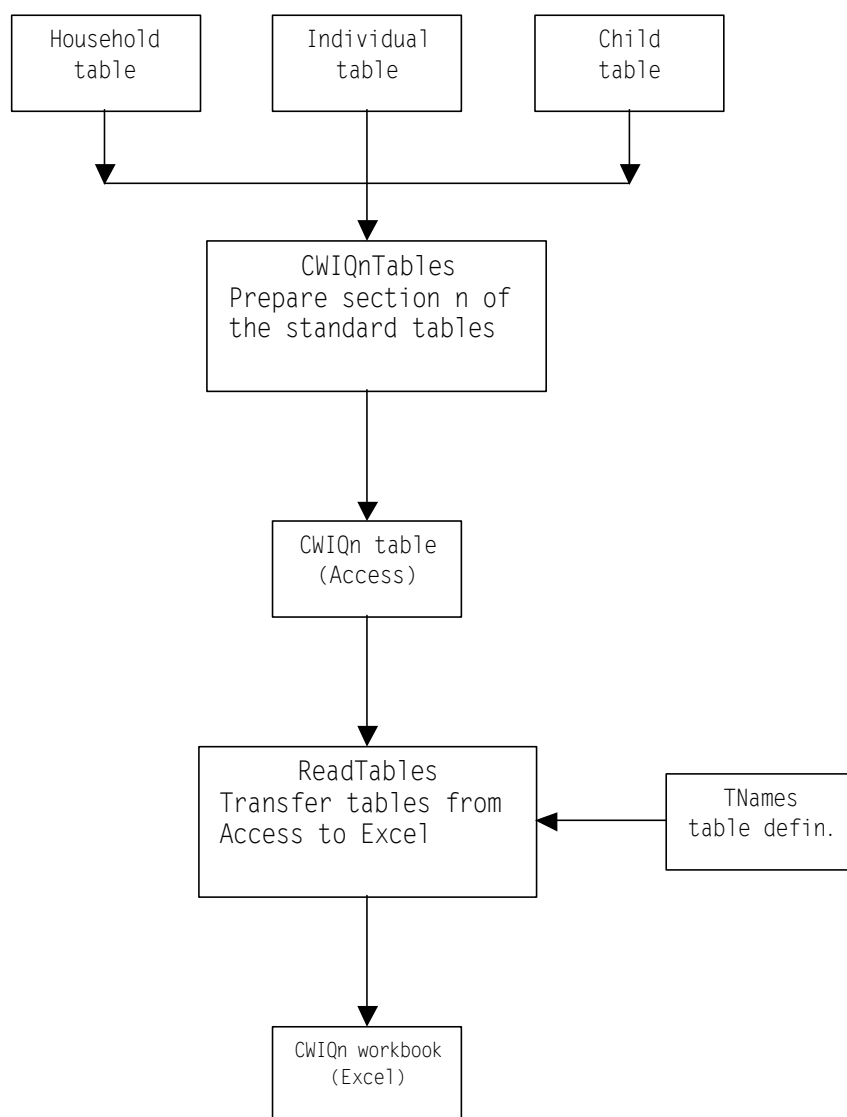 Household
table
Individual
table
Child
table
CWIQnTables
Prepare section n of
the standard tables
CWIQn table
(Access)
ReadTables
Transfer tables from
Access to Excel
TNames
table defin.
CWIQn workbook
(Excel)